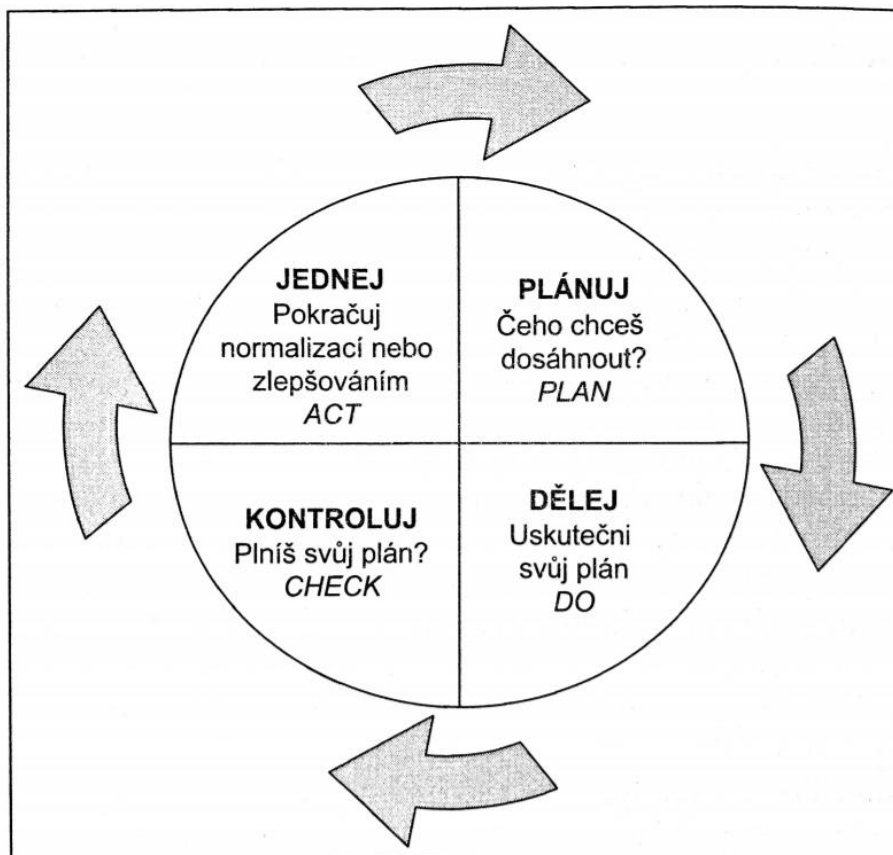 JEDNEJ
Pokračuj
normalizací nebo
zlepšováním
ACT
PLÁNUJ
Čeho chceš
dosáhnout?
PLAN
KONTROLUJ
Plníš svůj plán?
CHECK
DĚLEJ
Uskutečni
svůj plán
DO